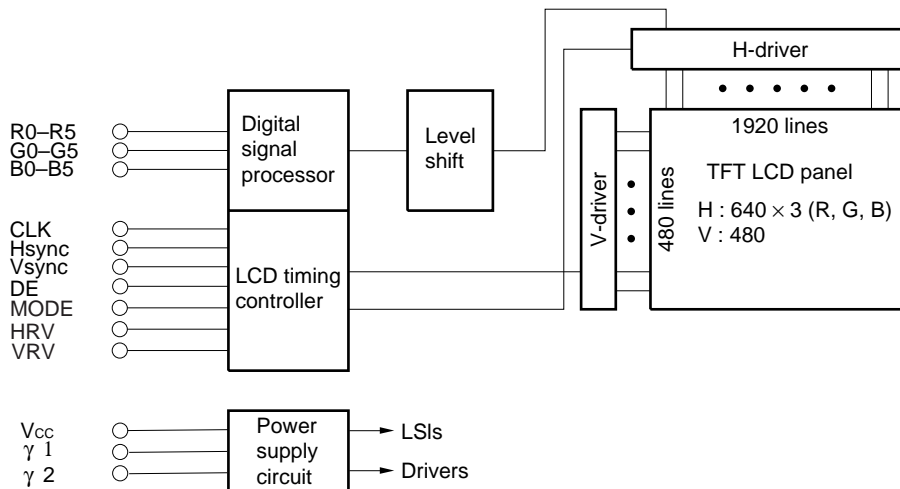 H-driver
R0–R5
G0–G5
B0–B5
Digital
signal
processor
Level
shift
1920 lines
V-driver
480 lines
TFT LCD panel
H : 640 × 3 (R, G, B)
V : 480
CLK
Hsync
Vsync
DE
MODE
HRV
VRV
LCD timing
controller
VCC
γ 1
γ 2
Power
supply
circuit
LSIs
Drivers